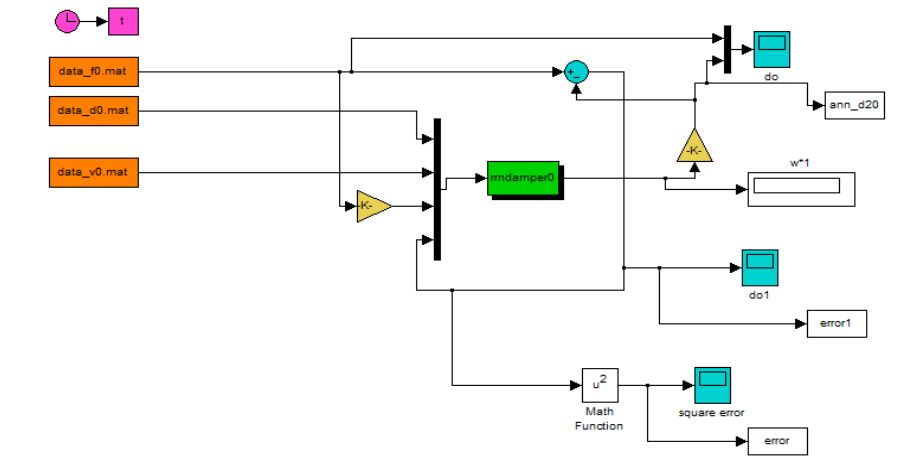 t
data_f0.mat
+
-
do
data_d0.mat
ann_d20
-K-
w*1
data_v0.mat
rrndamper0
-K-
do1
error1
u2
Math
Function
square error
error